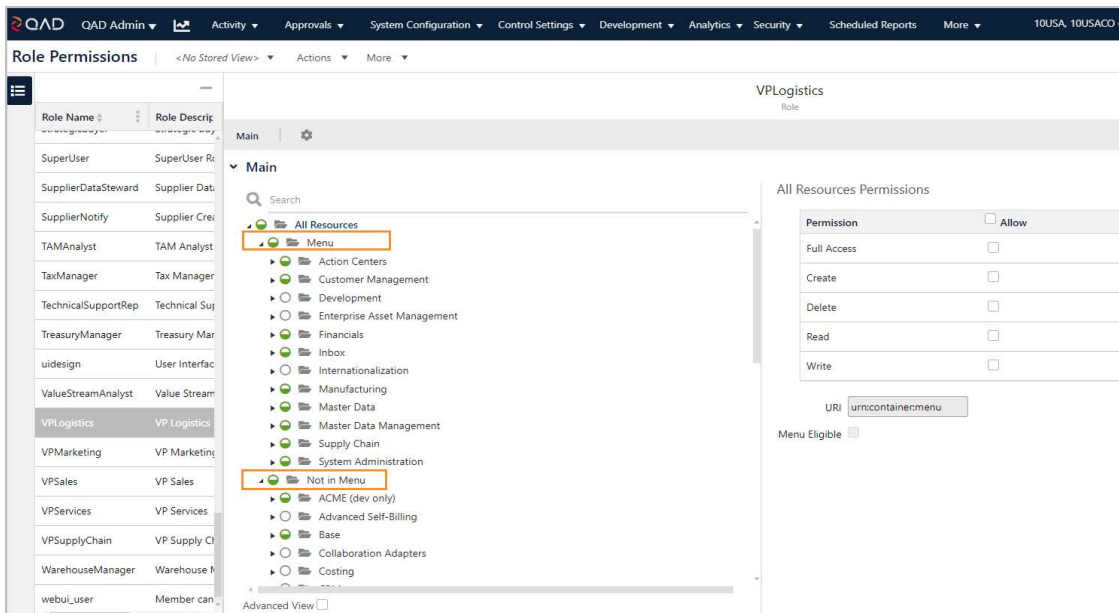 QAD QAD Admin Activity Approvals System Configuration Control Settings Development Analytics Security Scheduled Reports More 10USA, 10USACO
Role Permissions <No Stored View> Actions More
VPLogistics
Role
Role Name Role Descrip
Main
SuperUser SuperUser Ro
Main
SupplierDataSteward Supplier Data
Search
All Resources Permissions
SupplierNotify Supplier Crea
All Resources
Permission Allow
Menu
TAMAnalyst TAM Analyst
Full Access
Action Centers
TaxManager Tax Manager
Customer Management
Create
Development
TechnicalSupportRep Technical Sup
Delete
Enterprise Asset Management
TreasuryManager Treasury Man
Financials
Read
Inbox
uidesign User Interfac
Internationalization
Write
ValueStreamAnalyst Value Stream
Manufacturing
Master Data
URI urn:container:menu
VPLogistics VP Logistics
Master Data Management
Menu Eligible
Supply Chain
VPMarketing VP Marketing
System Administration
VPSales VP Sales
Not in Menu
ACME (dev only)
VPServices VP Services
Advanced Self-Billing
Base
VPSupplyChain VP Supply Ch
Collaboration Adapters
WarehouseManager Warehouse M
Costing
webui_user Member can
Advanced View